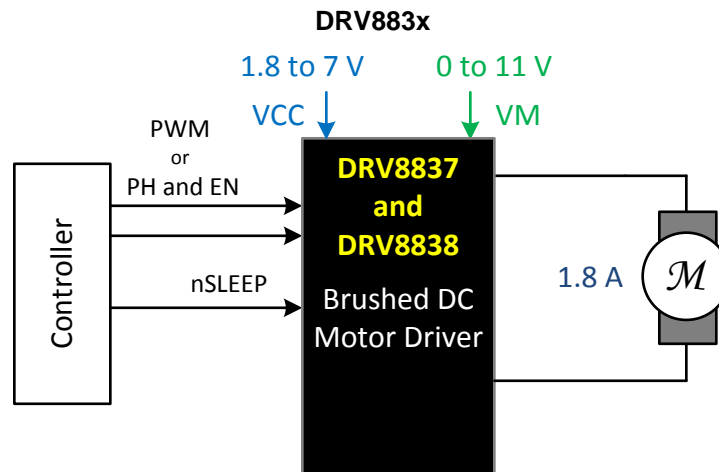 DRV883x
1.8 to 7 V
0 to 11 V
VCC
VM
PWM
or
PH and EN
nSLEEP
Controller
DRV8837
and
DRV8838
Brushed DC
Motor Driver
1.8 A
M